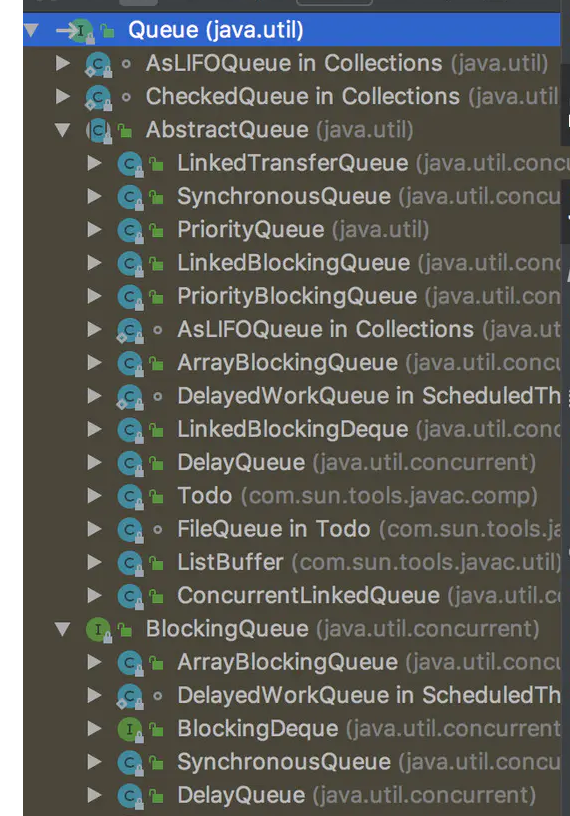 Queue (java.util)
AsLIFOQueue in Collections (java.util)
CheckedQueue in Collections (java.util
AbstractQueue (java.util)
LinkedTransferQueue (java.util.concu
SynchronousQueue (java.util.concu
PriorityQueue (java.util)
LinkedBlockingQueue (java.util.conc
PriorityBlockingQueue (java.util.con
AsLIFOQueue in Collections (java.ut
ArrayBlockingQueue (java.util.concu
DelayedWorkQueue in ScheduledTh
LinkedBlockingDeque (java.util.conc
DelayQueue (java.util.concurrent)
Todo (com.sun.tools.javac.comp)
FileQueue in Todo (com.sun.tools.ja
ListBuffer (com.sun.tools.javac.util)
ConcurrentLinkedQueue (java.util.co
BlockingQueue (java.util.concurrent)
ArrayBlockingQueue (java.util.concu
DelayedWorkQueue in ScheduledTh
BlockingDeque (java.util.concurrent
SynchronousQueue (java.util.concu
DelayQueue (java.util.concurrent)